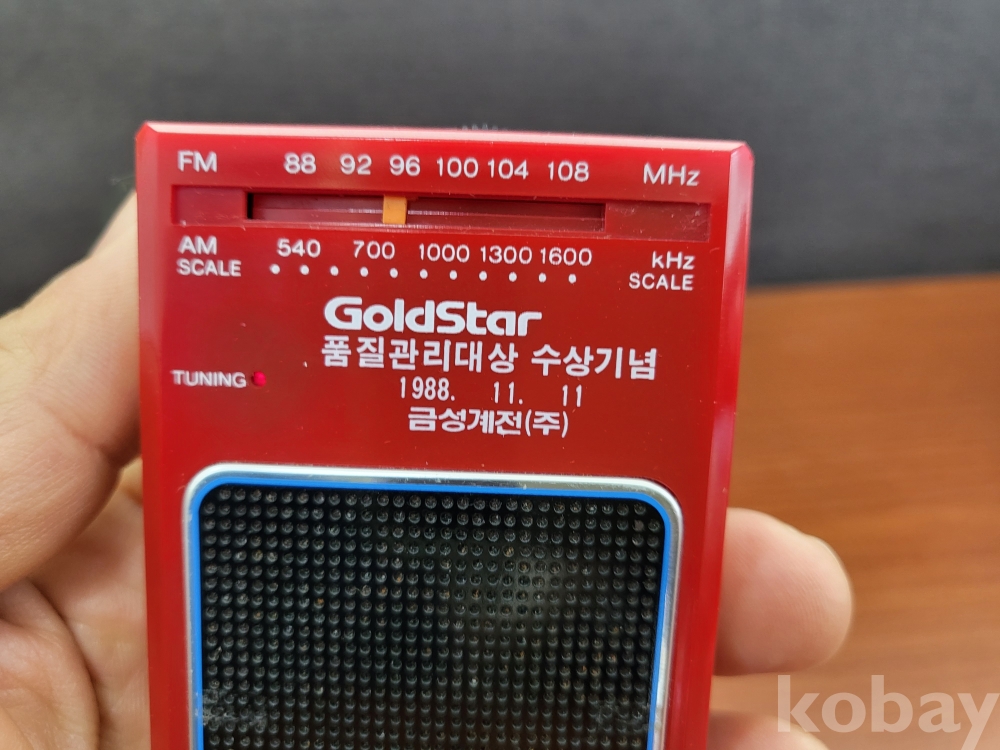 FM 88 92 96 100 104 108 MHz
AM 540 700 1000 1300 1600 kHz
SCALE SCALE
GoldStar
품질관리대상 수상기념
TUNING 1988. 11. 11
금성계전(주)
kobay